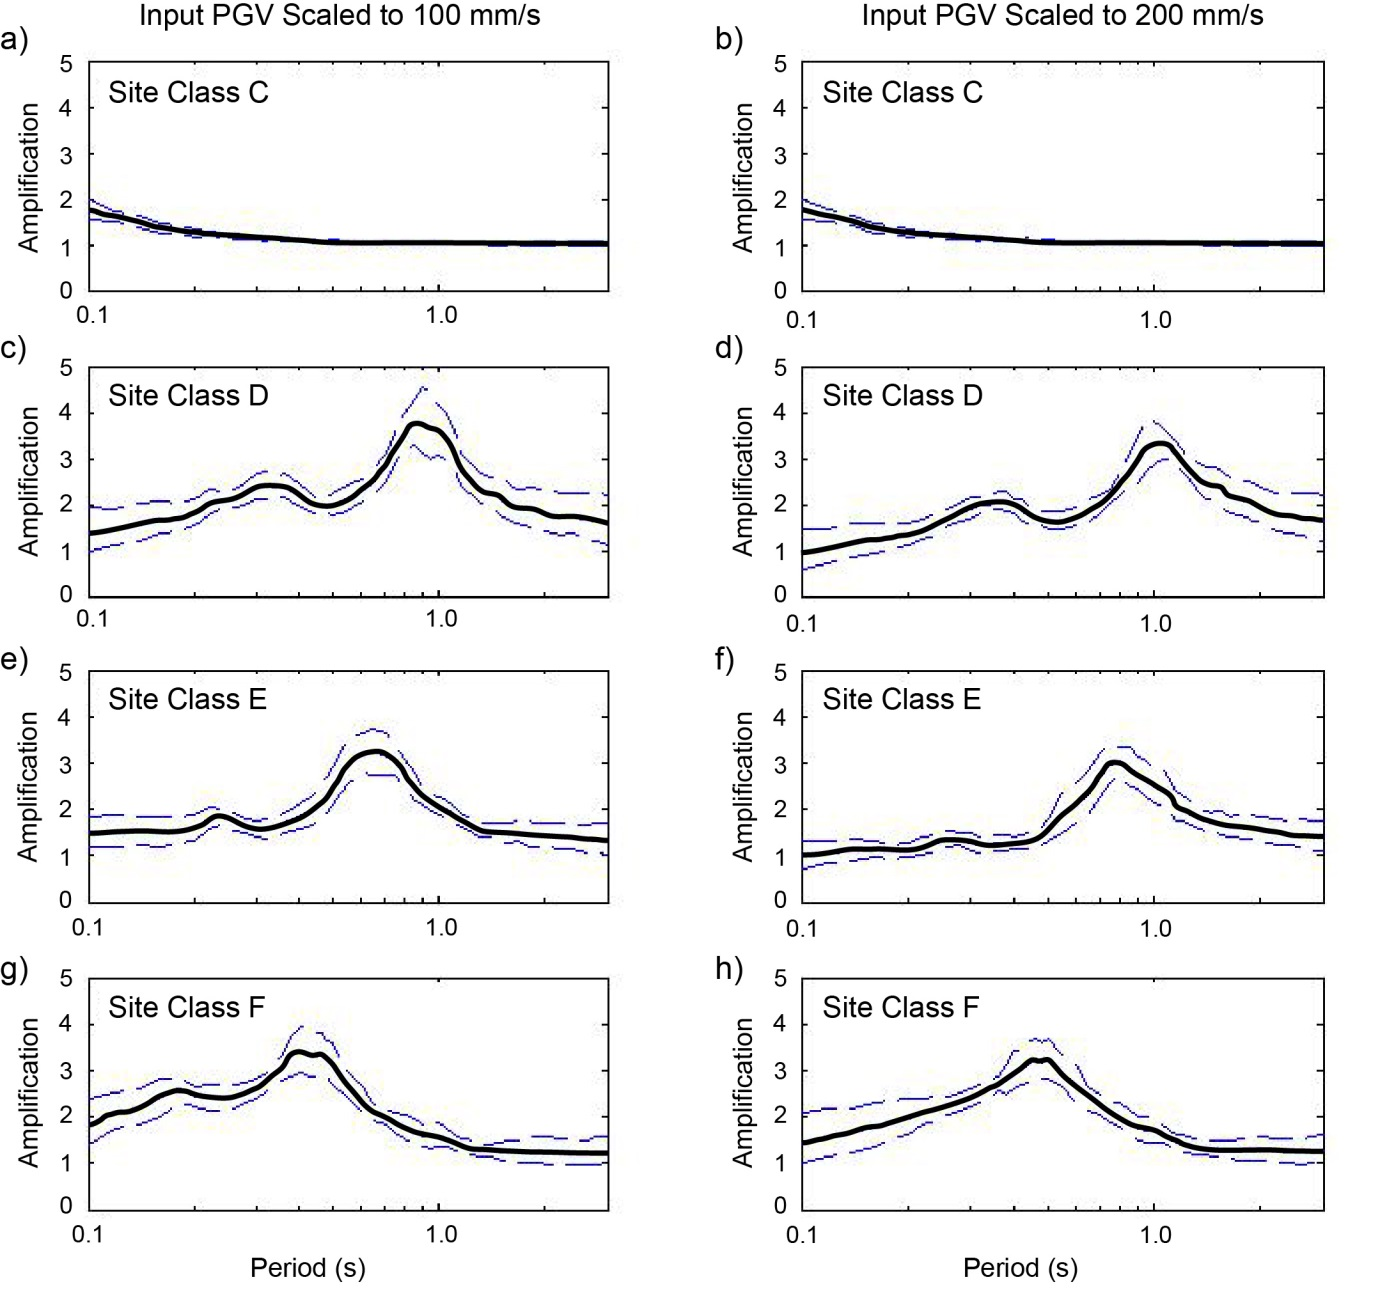 Input PGV Scaled to 100 mm/s
Input PGV Scaled to 200 mm/s
a)
b)
5
4
3
2
1
0
Amplification
Site Class C
0.1
1.0
5
4
3
2
1
0
Amplification
Site Class C
0.1
1.0
c)
d)
5
4
3
2
1
0
Amplification
Site Class D
0.1
1.0
5
4
3
2
1
0
Amplification
Site Class D
0.1
1.0
e)
f)
5
4
3
2
1
0
Amplification
Site Class E
0.1
1.0
5
4
3
2
1
0
Amplification
Site Class E
0.1
1.0
g)
h)
5
4
3
2
1
0
Amplification
Site Class F
0.1
1.0
Period (s)
5
4
3
2
1
0
Amplification
Site Class F
0.1
1.0
Period (s)